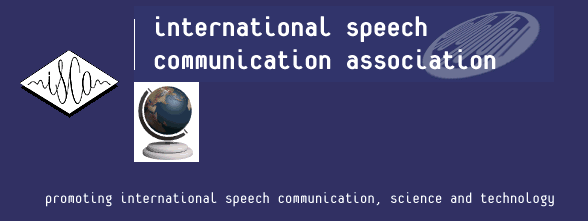 international speech
communication association
isca
promoting international speech communication, science and technology